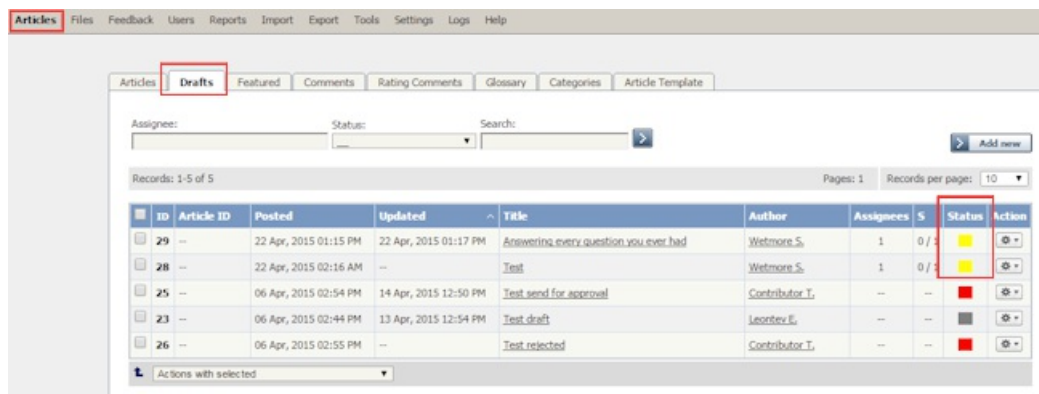 Articles Files Feedback Users Reports Import Export Tools Settings Logs Help
Articles Drafts Featured Comments Rating Comments Glossary Categories Article Template
Assignee: Status: Search:
__
Add new
Records: 1-5 of 5 Pages: 1 Records per page: 10
ID Article ID Posted Updated Title Author Assignees S Status Action
29 -- 22 Apr, 2015 01:15 PM 22 Apr, 2015 01:17 PM Answering every question you ever had Wetmore S. 1 0 /
28 -- 22 Apr, 2015 02:16 AM -- Test Wetmore S. 1 0 /
25 -- 06 Apr, 2015 02:54 PM 14 Apr, 2015 12:50 PM Test send for approval Contributor T. -- --
23 -- 06 Apr, 2015 02:44 PM 13 Apr, 2015 12:54 PM Test draft Leontev E. -- --
26 -- 06 Apr, 2015 02:55 PM -- Test rejected Contributor T. -- --
Actions with selected